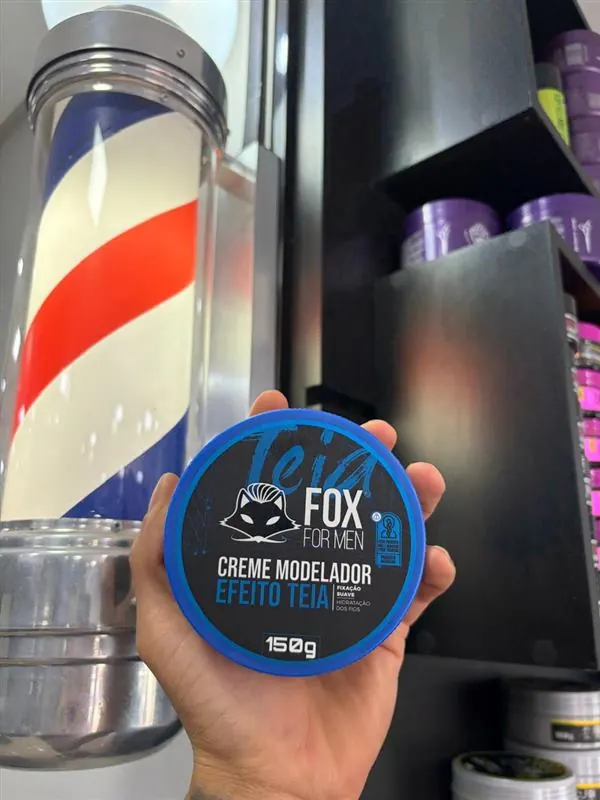 Teia
FOX
FOR MEN
CREME MODELADOR
EFEITO TEIA
FIXAÇÃO
SUAVE
HIDRATAÇÃO
DOS FIOS
150g